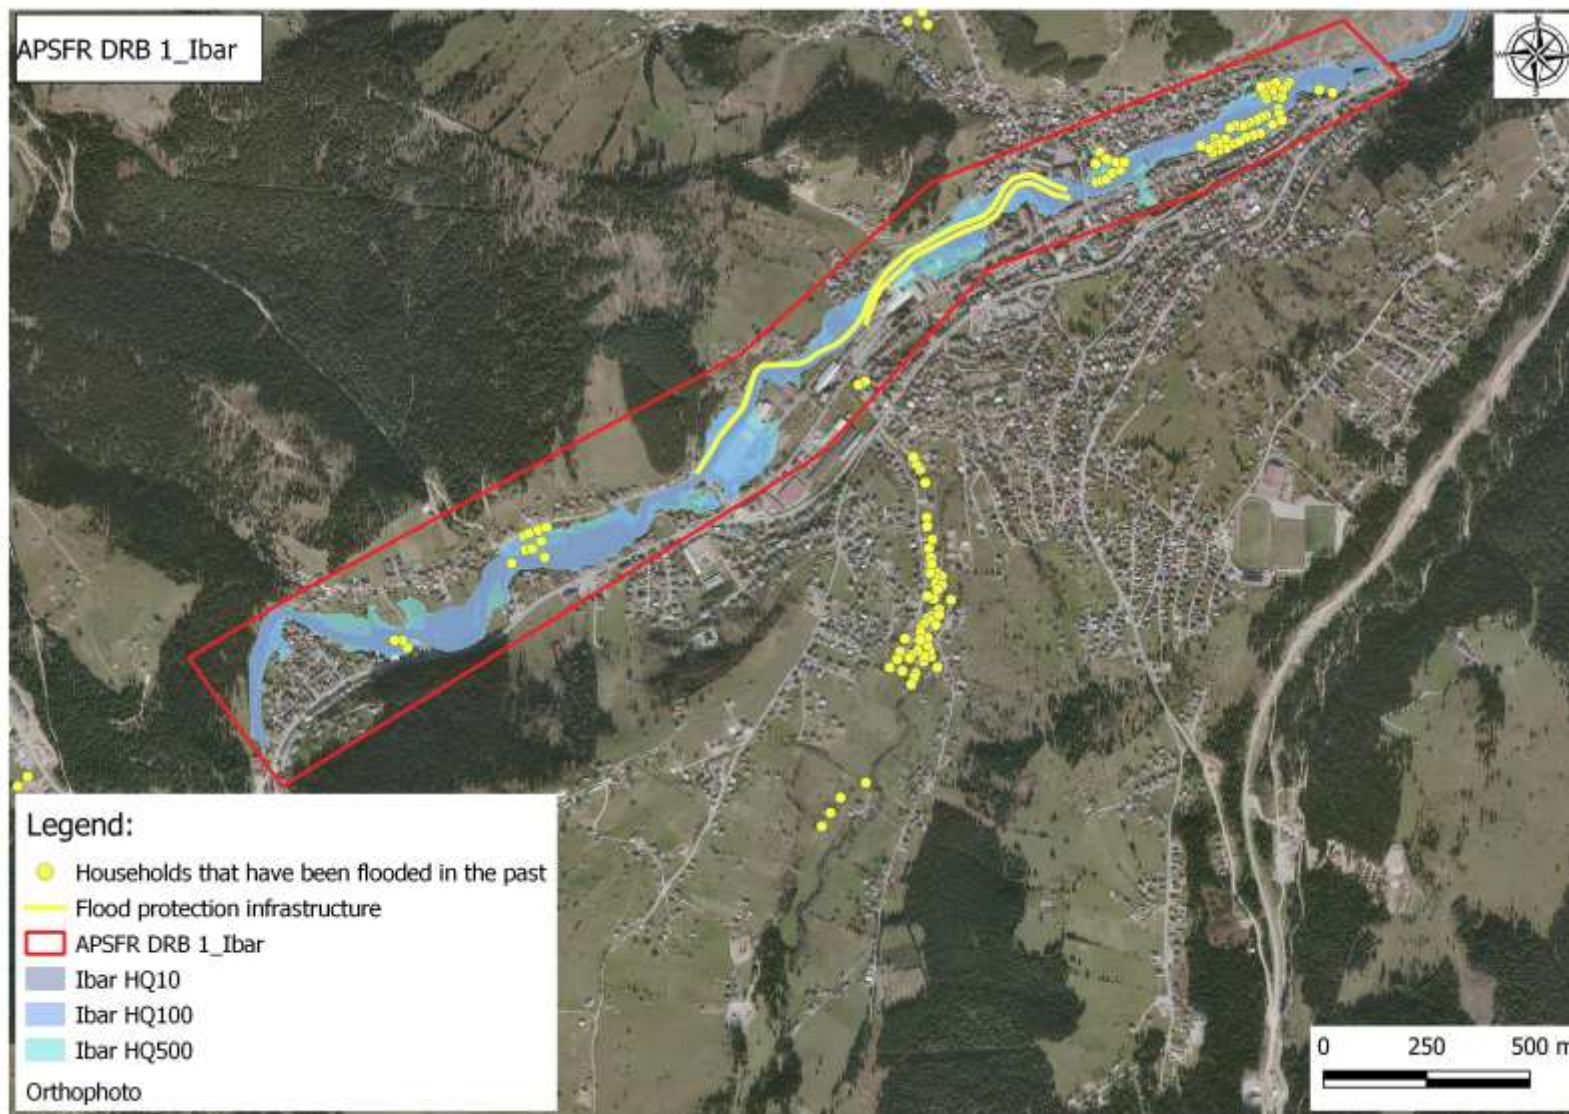 APSFR DRB 1_Ibar
Legend:
Households that have been flooded in the past
Flood protection infrastructure
APSFR DRB 1_Ibar
Ibar HQ10
Ibar HQ100
Ibar HQ500
Orthophoto
0 250 500 m